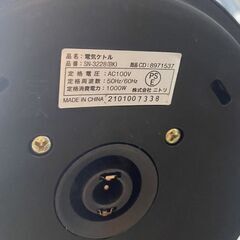 品名:電気ケトル
品番:SN-3228(BK) 商品CD:8971537
定格電圧:AC100V
定格周波数:50Hz/60Hz
定格消費電力:1000W
PS
E
株式会社ニトリ
MADE IN CHINA 2101007338